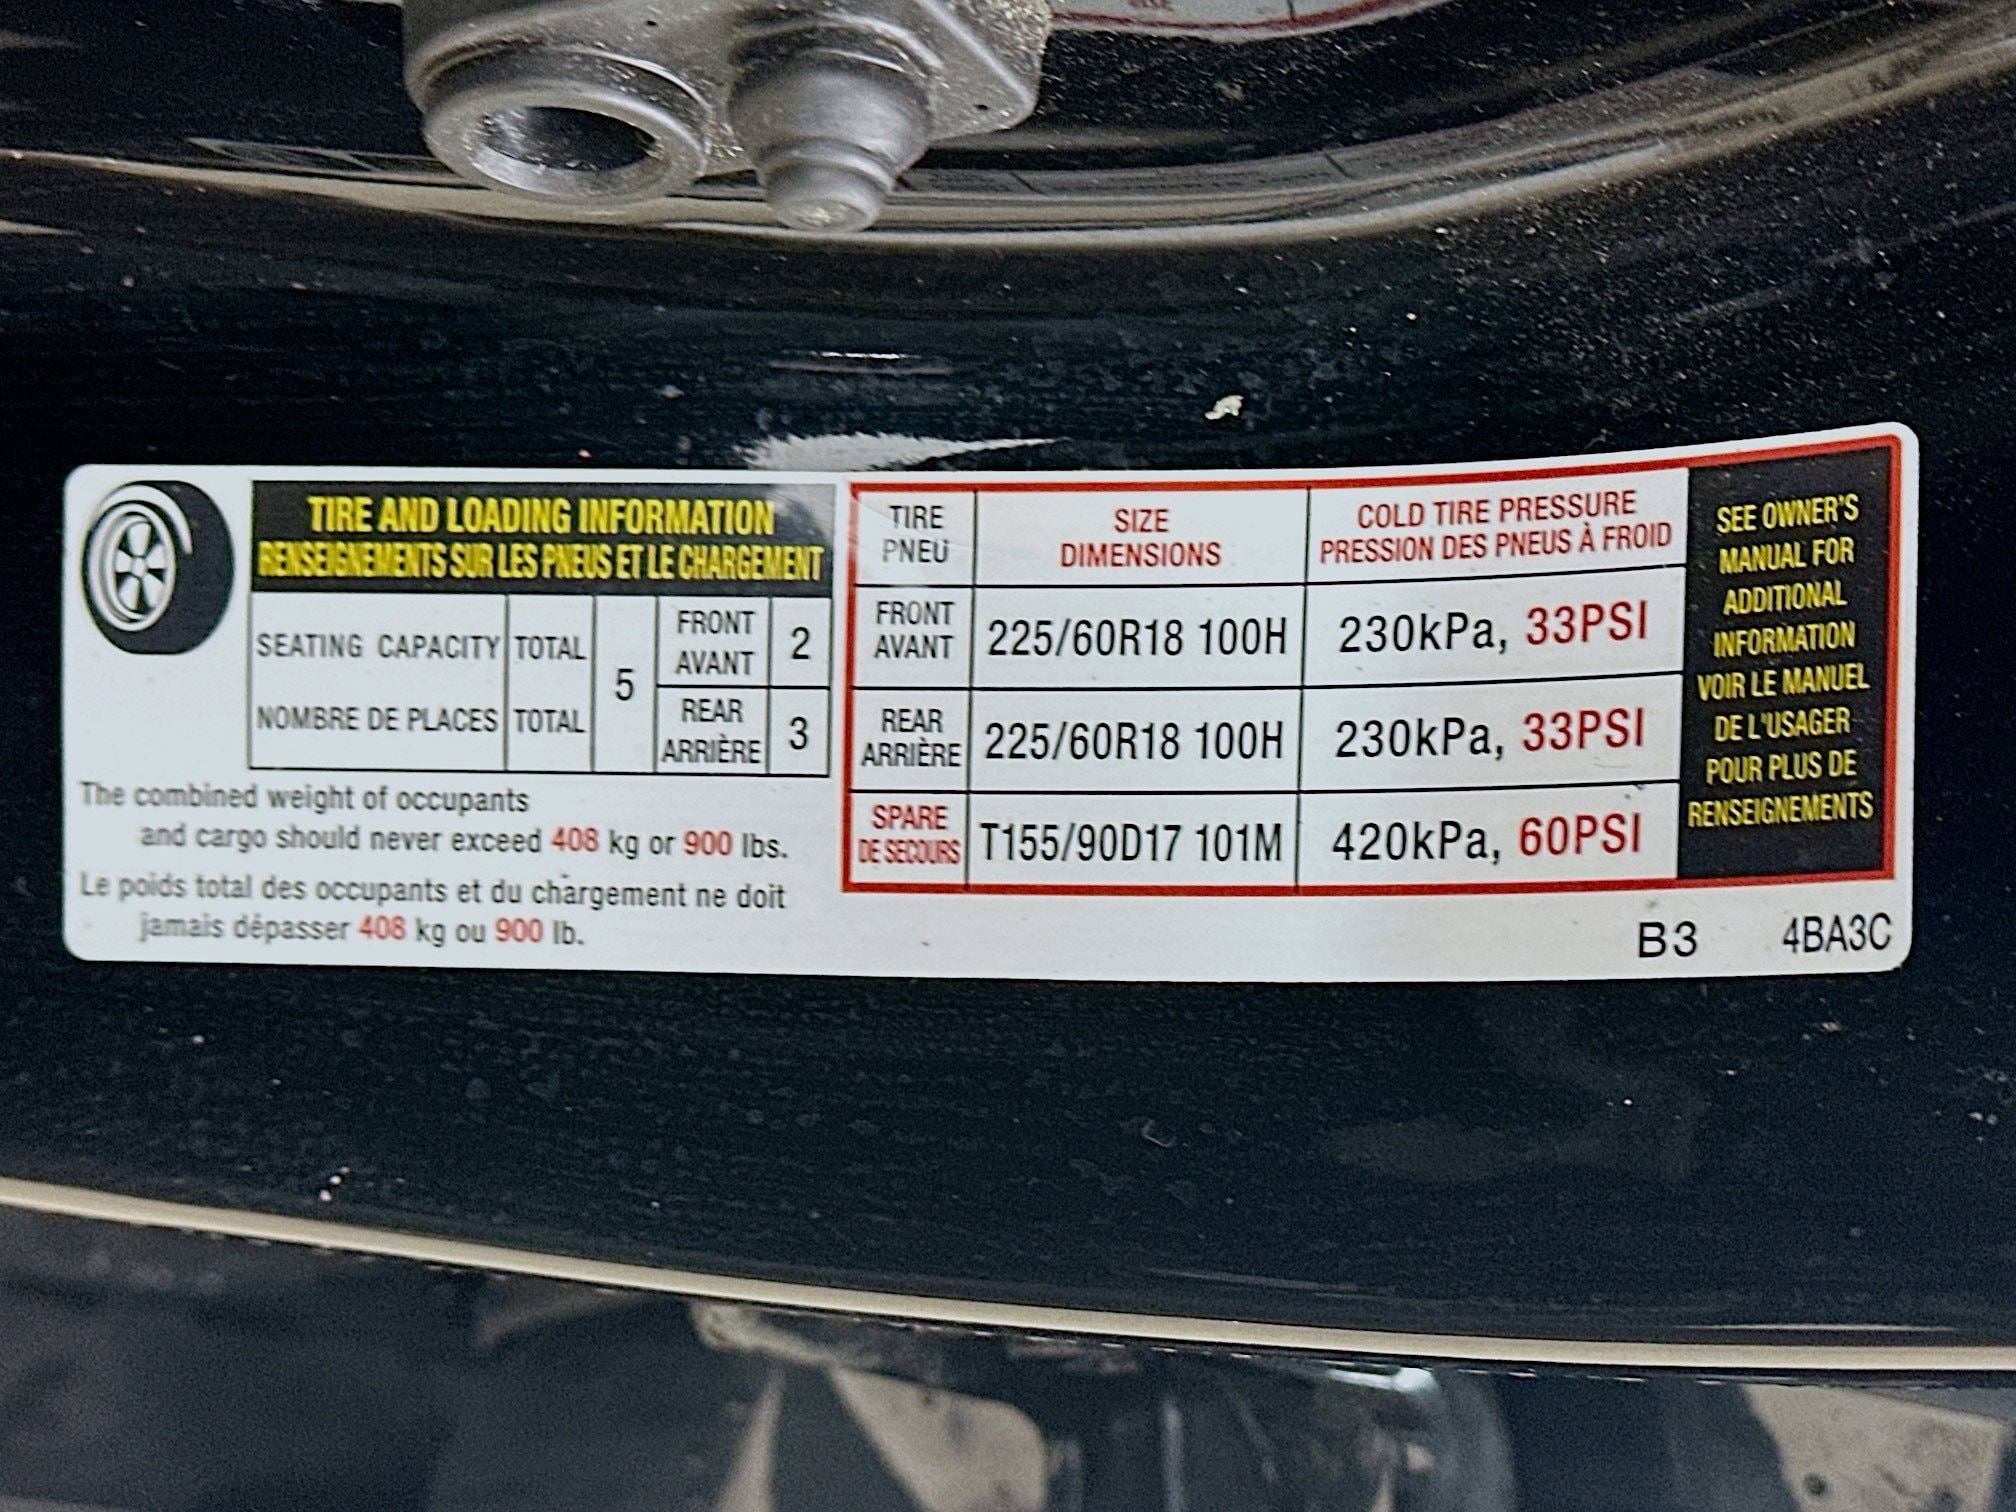 TIRE AND LOADING INFORMATION
RENSEIGNEMENTS SUR LES PNEUS ET LE CHARGEMENT
SEATING CAPACITY TOTAL
NOMBRE DE PLACES TOTAL
5
FRONT
AVANT
2
REAR
ARRIÈRE
3
The combined weight of occupants
and cargo should never exceed 408 kg or 900 lbs.
Le poids total des occupants et du chargement ne doit
jamais dépasser 408 kg ou 900 lb.
TIRE
PNEU
SIZE
DIMENSIONS
COLD TIRE PRESSURE
PRESSION DES PNEUS À FROID
FRONT
AVANT
225/60R18 100H
230kPa, 33PSI
REAR
ARRIÈRE
225/60R18 100H
230kPa, 33PSI
SPARE
DE SECOURS
T155/90D17 101M
420kPa, 60PSI
SEE OWNER'S
MANUAL FOR
ADDITIONAL
INFORMATION
VOIR LE MANUEL
DE L'USAGER
POUR PLUS DE
RENSEIGNEMENTS
B3 4BA3C